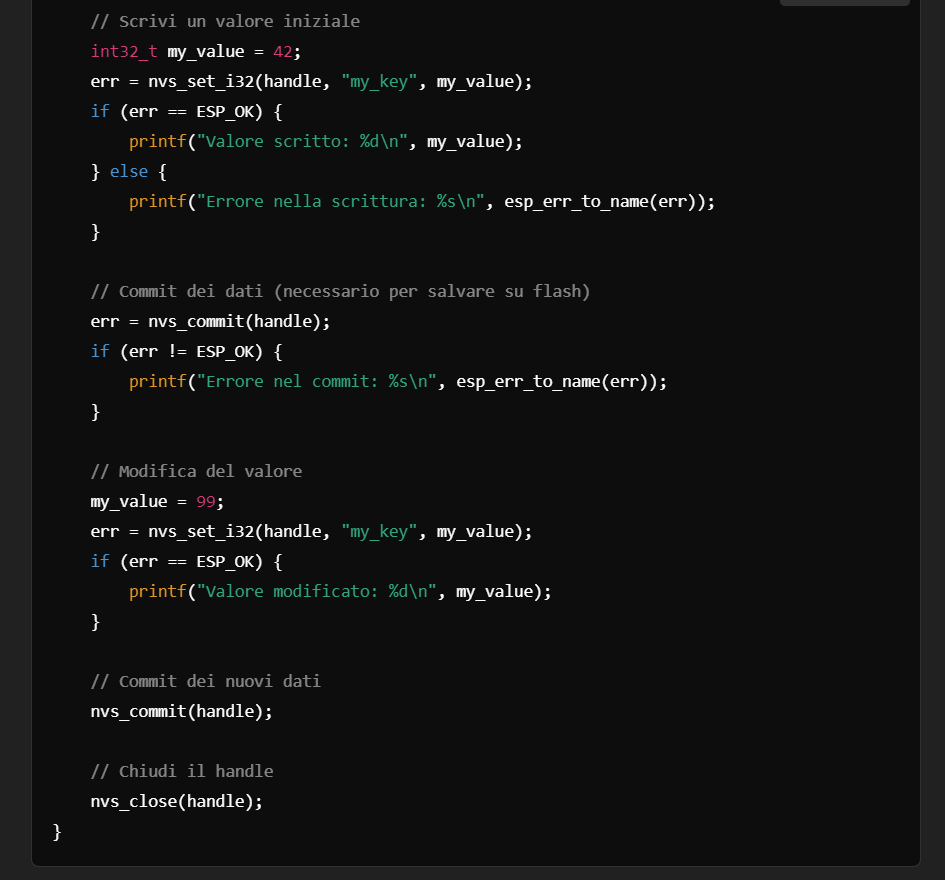 // Scrivi un valore iniziale
int32_t my_value = 42;
err = nvs_set_i32(handle, "my_key", my_value);
if (err == ESP_OK) {
printf("Valore scritto: %d\n", my_value);
} else {
printf("Errore nella scrittura: %s\n", esp_err_to_name(err));
}
// Commit dei dati (necessario per salvare su flash)
err = nvs_commit(handle);
if (err != ESP_OK) {
printf("Errore nel commit: %s\n", esp_err_to_name(err));
}
// Modifica del valore
my_value = 99;
err = nvs_set_i32(handle, "my_key", my_value);
if (err == ESP_OK) {
printf("Valore modificato: %d\n", my_value);
}
// Commit dei nuovi dati
nvs_commit(handle);
// Chiudi il handle
nvs_close(handle);
}